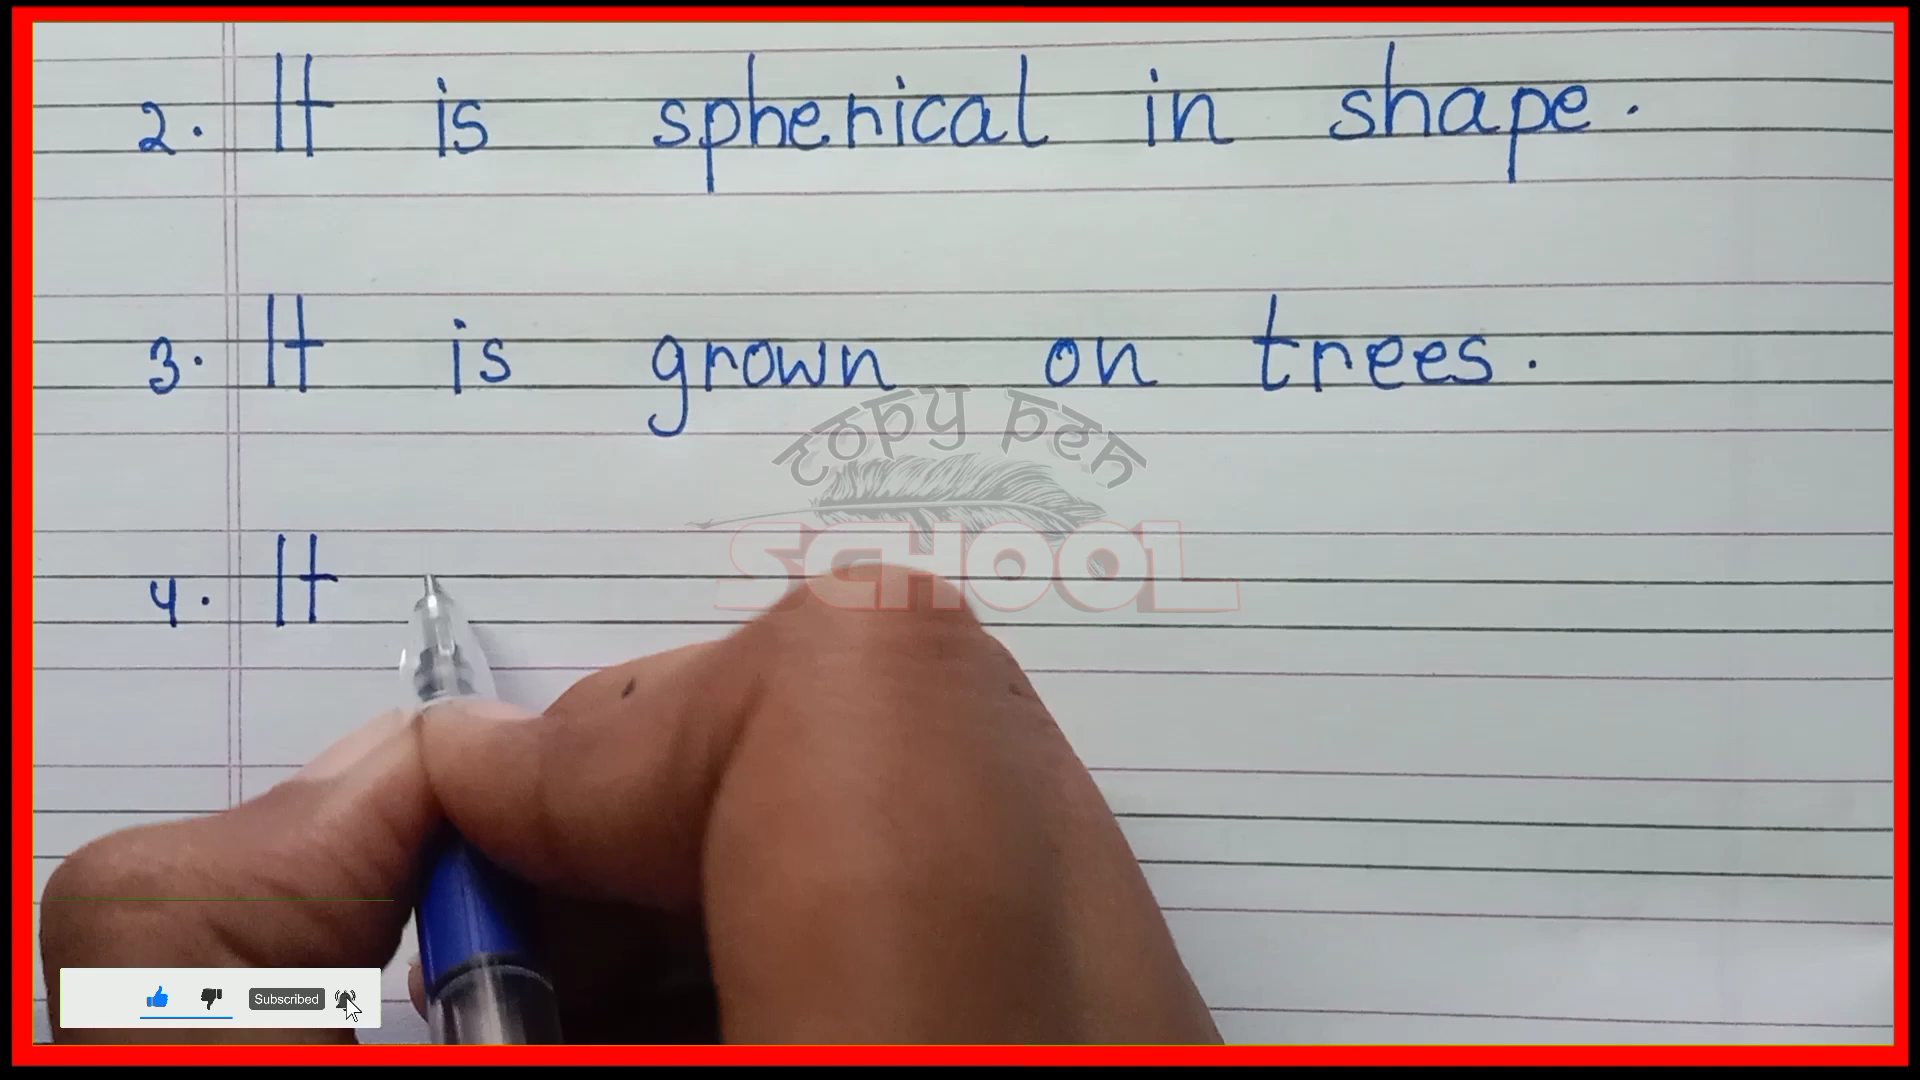 2. It is spherical in shape.
3. It is grown on trees.
copy pen
SCHOOL
4. It
Subscribed